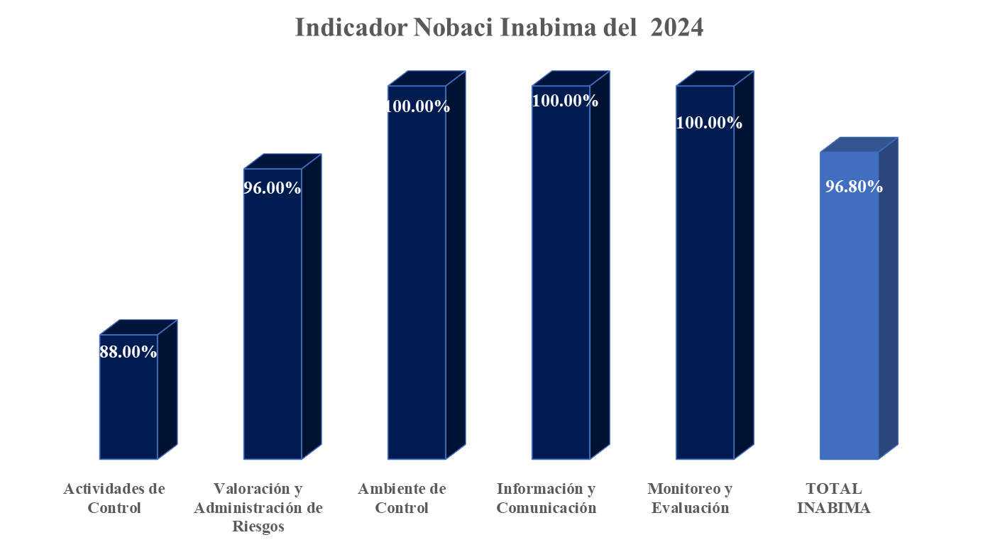 Indicador Nobaci Inabima del  2024
100.00%
100.00%
100.00%
96.00%
96.80%
88.00%
Actividades de
Control
Valoración y
Administración de
Riesgos
Ambiente de
Control
Información y
Comunicación
Monitoreo y
Evaluación
TOTAL
INABIMA